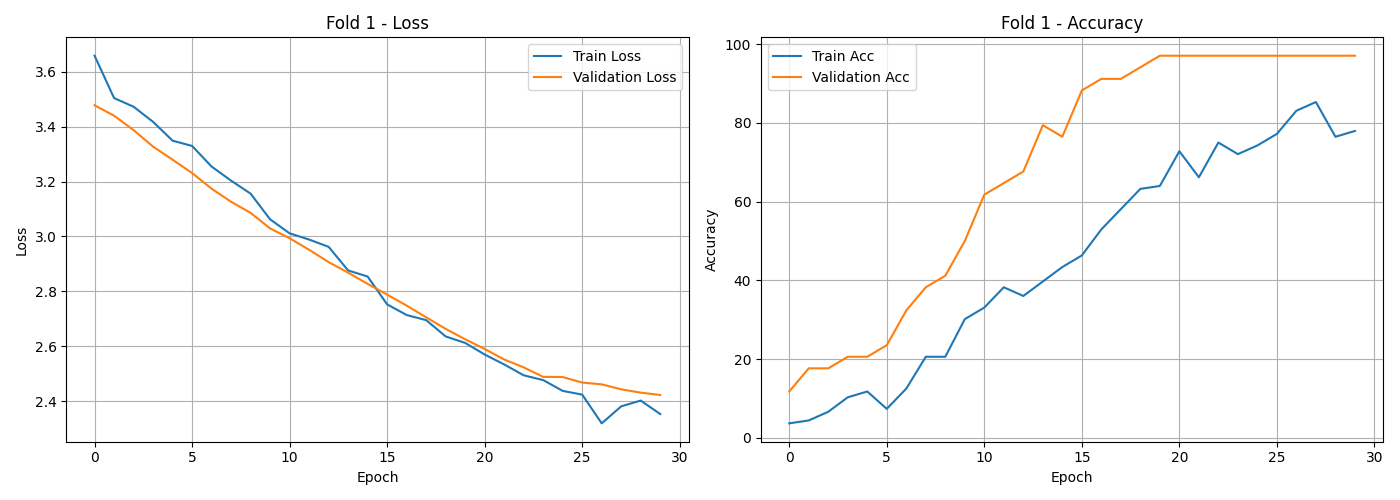 Fold 1 - Loss
Train Loss
Validation Loss
3.6
3.4
3.2
3.0
2.8
2.6
2.4
Loss
0 5 10 15 20 25 30
Epoch
Fold 1 - Accuracy
Train Acc
Validation Acc
100
80
60
40
20
0
Accuracy
0 5 10 15 20 25 30
Epoch